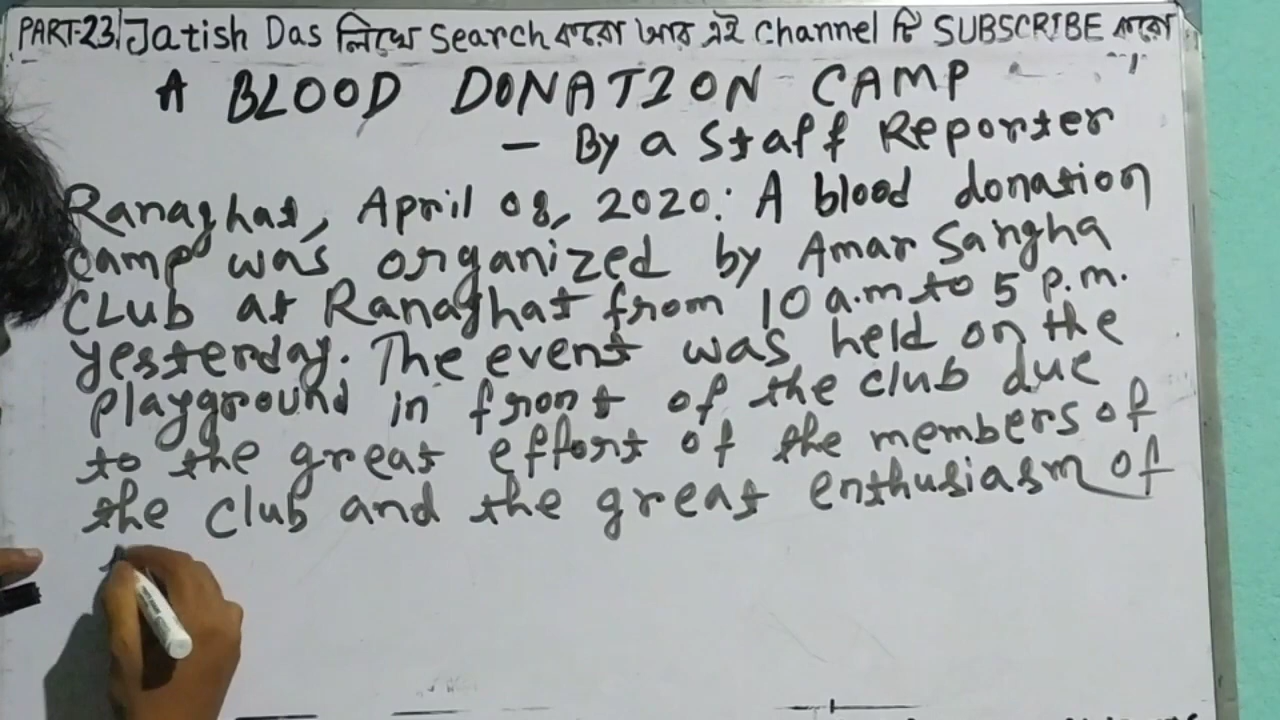 PART-23| Jatish Das লিখে Search করো আর এই Channel টি SUBSCRIBE করো
A BLOOD DONATION CAMP
- By a Staff Reporter
Ranaghat, April 08, 2020: A blood donation
camp was organized by Amar Sangha
Club at Ranaghat from 10 a.m to 5 p.m.
yesterday. The event was held on the
playground in front of the club due
to the great effort of the members of
the club and the great enthusiasm of